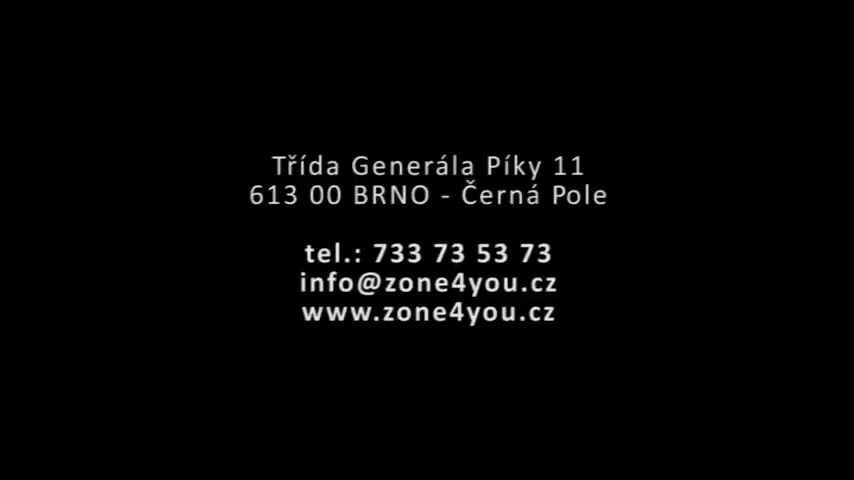 Třída Generála Píky 11
613 00 BRNO - Černá Pole
tel.: 733 73 53 73
info@zone4you.cz
www.zone4you.cz